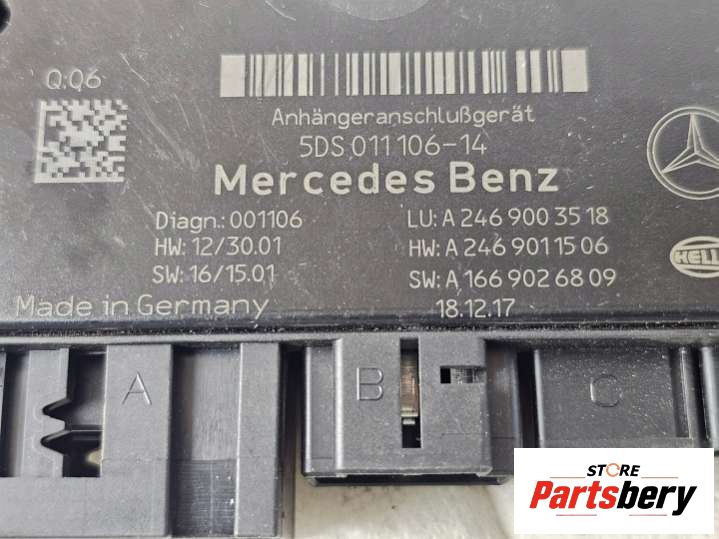 Q:Q6
Anhängeranschlußgerät
5DS 011 106-14
Mercedes Benz
Diagn.: 001106
LU: A 246 900 35 18
HW: 12/30.01
HW: A 246 901 15 06
SW: 16/15.01
SW: A 166 902 68 09
Made in Germany
18.12.17
A
B
C
STORE
Partsbery